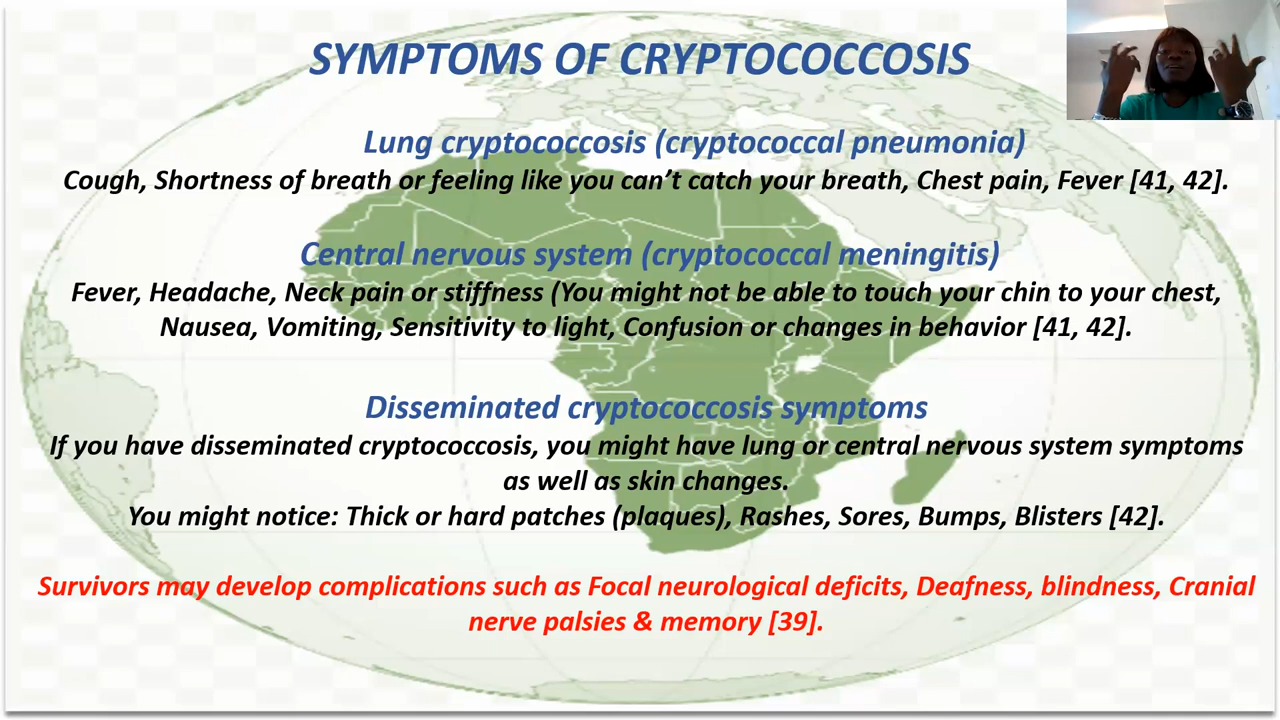 SYMPTOMS OF CRYPTOCOCCOSIS
Lung cryptococcosis (cryptococcal pneumonia)
Cough, Shortness of breath or feeling like you can't catch your breath, Chest pain, Fever [41, 42].
Central nervous system (cryptococcal meningitis)
Fever, Headache, Neck pain or stiffness (You might not be able to touch your chin to your chest,
Nausea, Vomiting, Sensitivity to light, Confusion or changes in behavior [41, 42].
Disseminated cryptococcosis symptoms
If you have disseminated cryptococcosis, you might have lung or central nervous system symptoms
as well as skin changes.
You might notice: Thick or hard patches (plaques), Rashes, Sores, Bumps, Blisters [42].
Survivors may develop complications such as Focal neurological deficits, Deafness, blindness, Cranial
nerve palsies & memory [39].